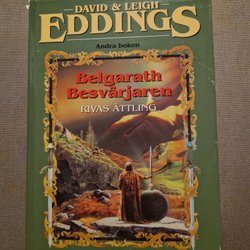 DAVID & LEIGH
EDDINGS
Andra boken
Belgarath
Besvärjaren
RIVAS ÄTTLING